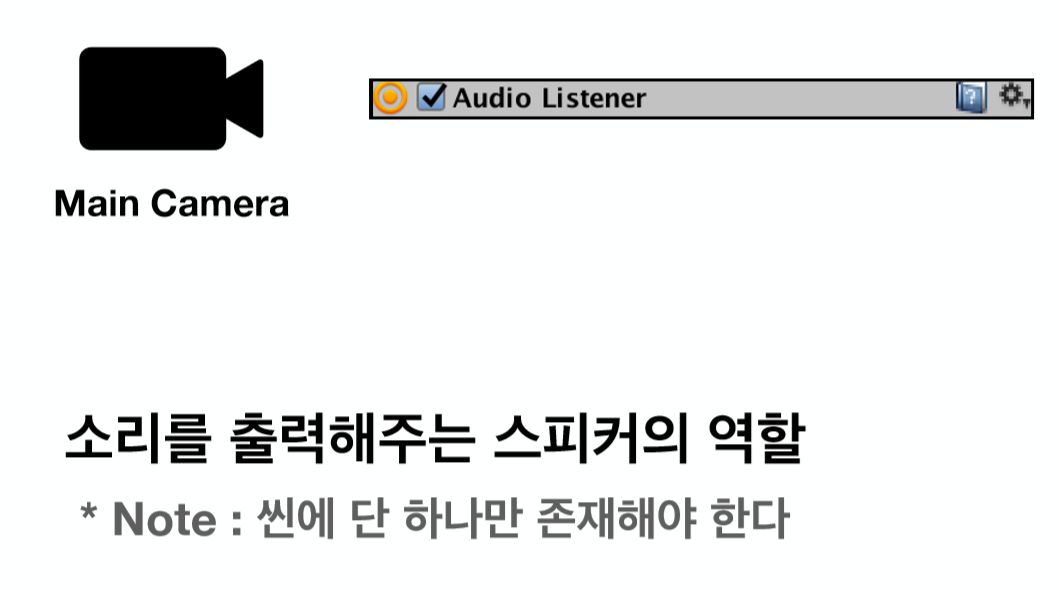 Audio Listener
Main Camera
소리를 출력해주는 스피커의 역할
* Note : 씬에 단 하나만 존재해야 한다